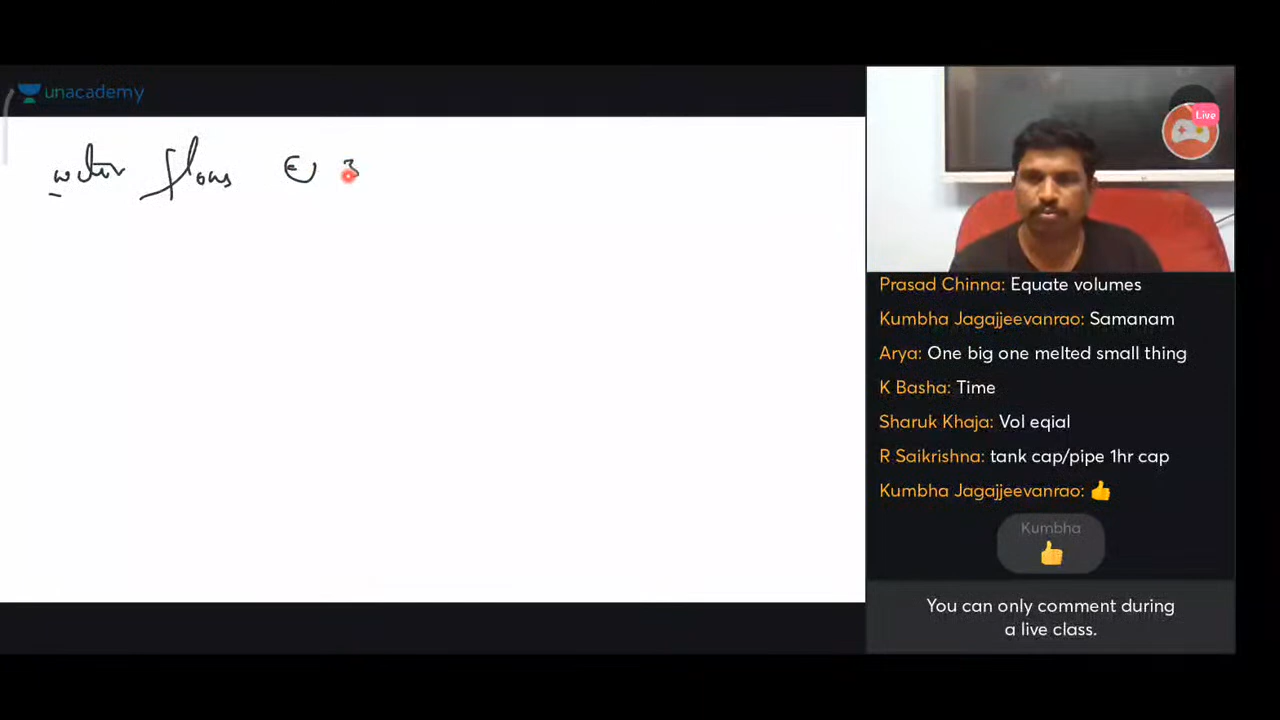 unacademy
water flows @ 3
Live
Prasad Chinna: Equate volumes
Kumbha Jagajjeevanrao: Samanam
Arya: One big one melted small thing
K Basha: Time
Sharuk Khaja: Vol eqial
R Saikrishna: tank cap/pipe 1hr cap
Kumbha Jagajjeevanrao: 👍
Kumbha
👍
You can only comment during
a live class.